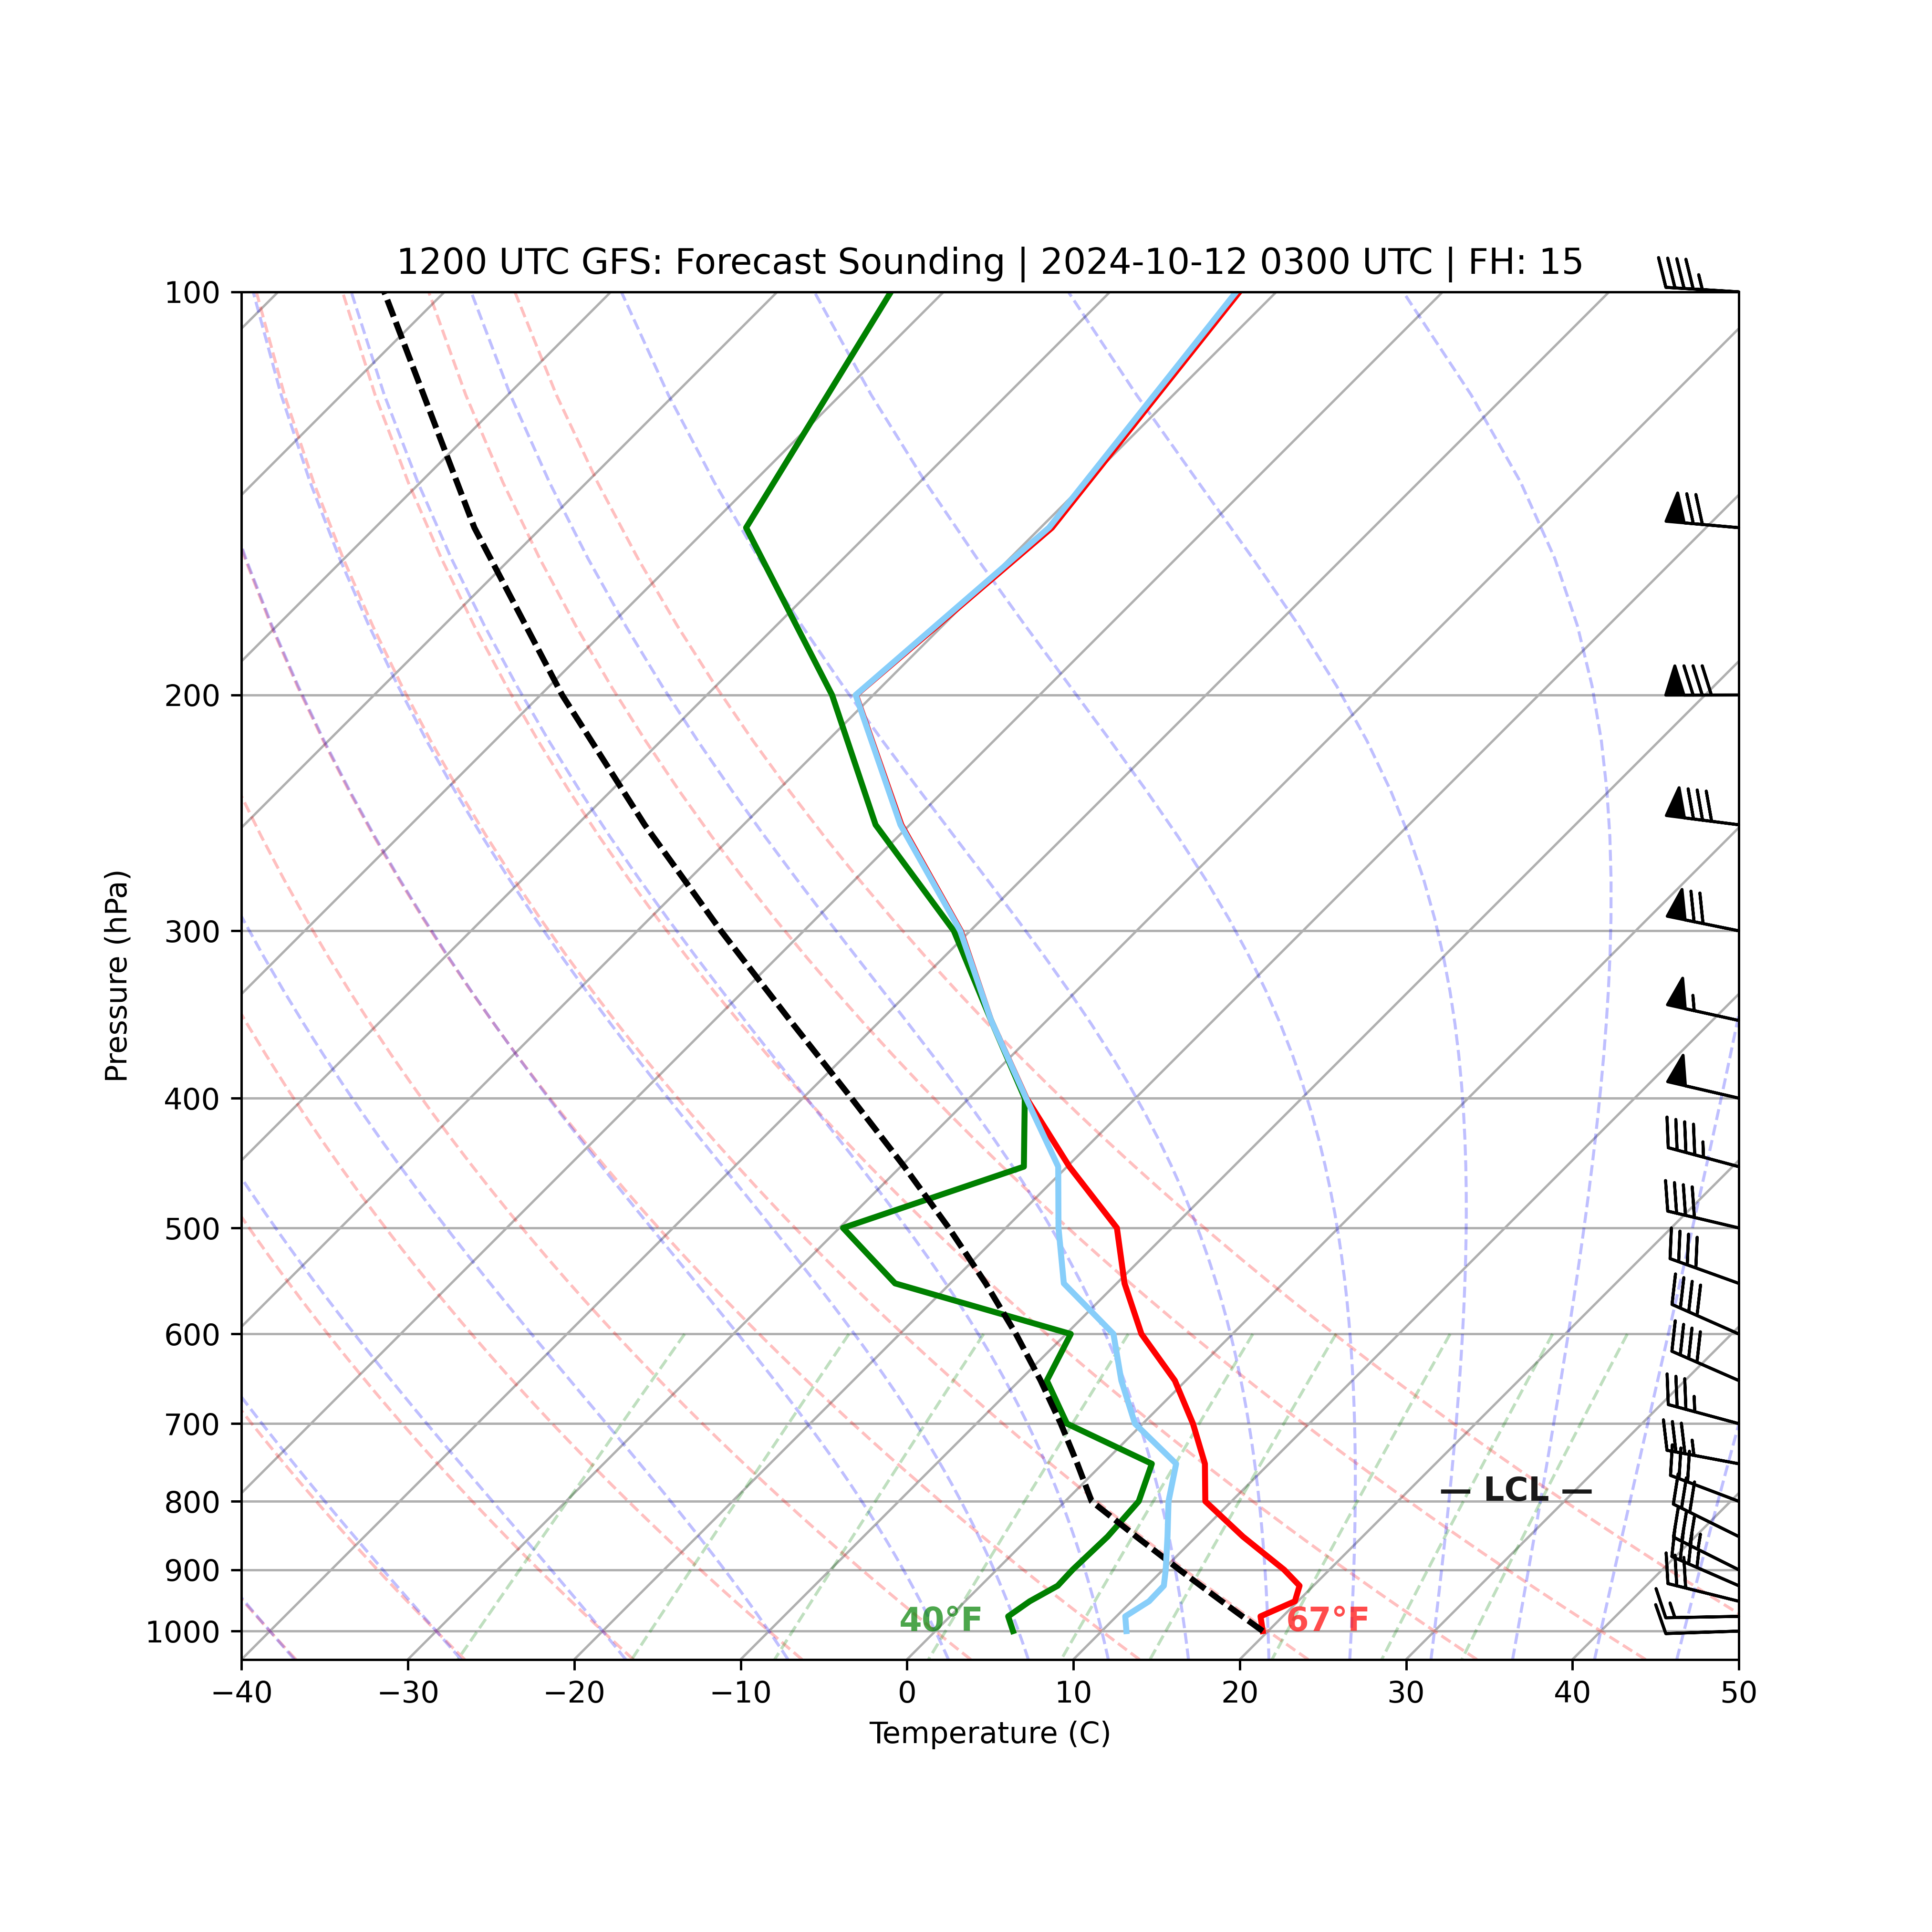 1200 UTC GFS: Forecast Sounding | 2024-10-12 0300 UTC | FH: 15
100
200
300
400
500
600
700
800
900
1000
Pressure (hPa)
— LCL —
40°F
67°F
−40 −30 −20 −10 0 10 20 30 40 50
Temperature (C)